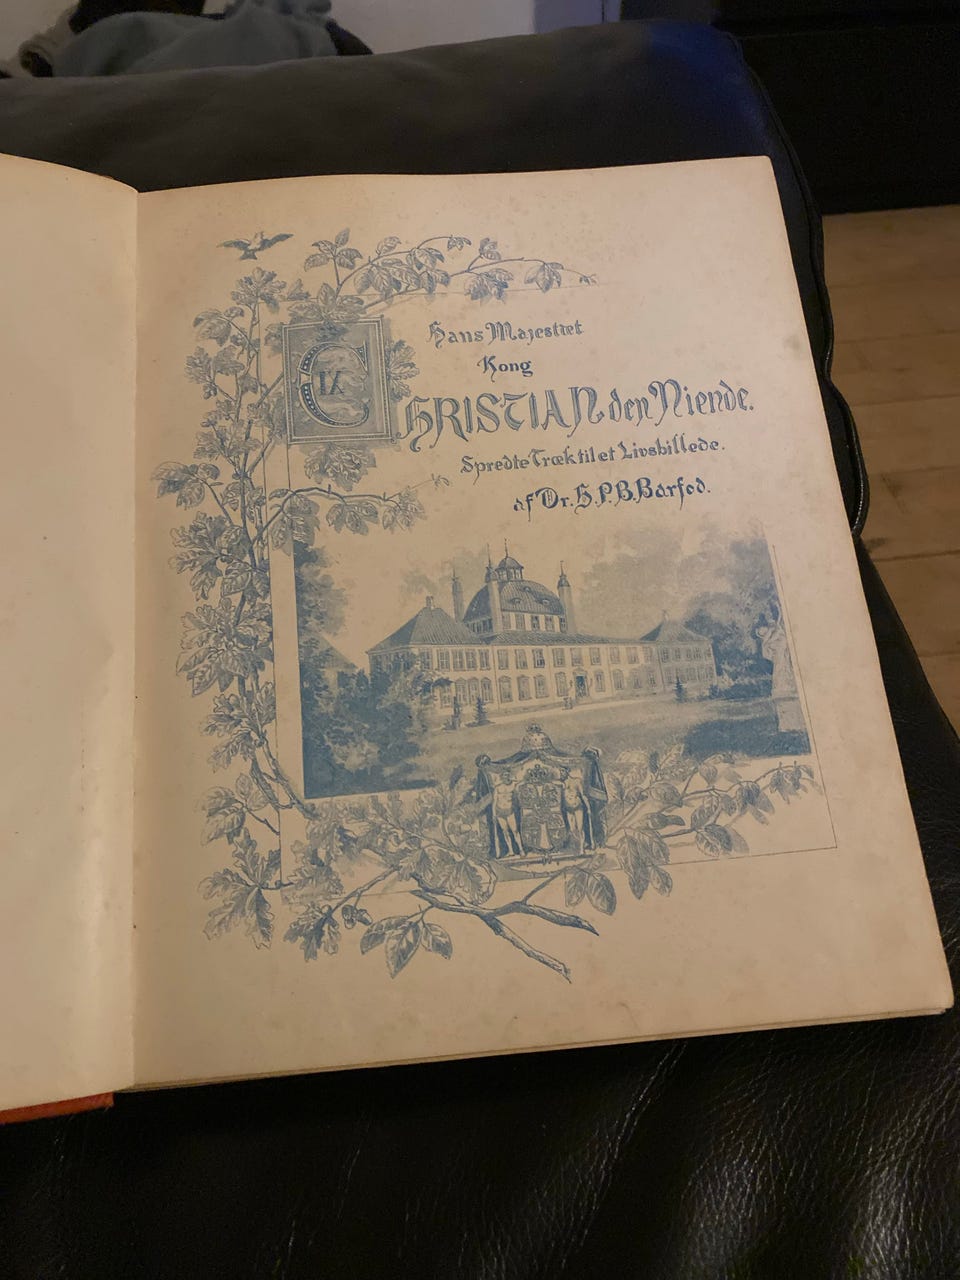 C IX
Hans Majestæt
Kong
CHRISTIAN den Niende.
Spredte Træk til et Livsbillede.
af Dr. H. P. B. Barfod.